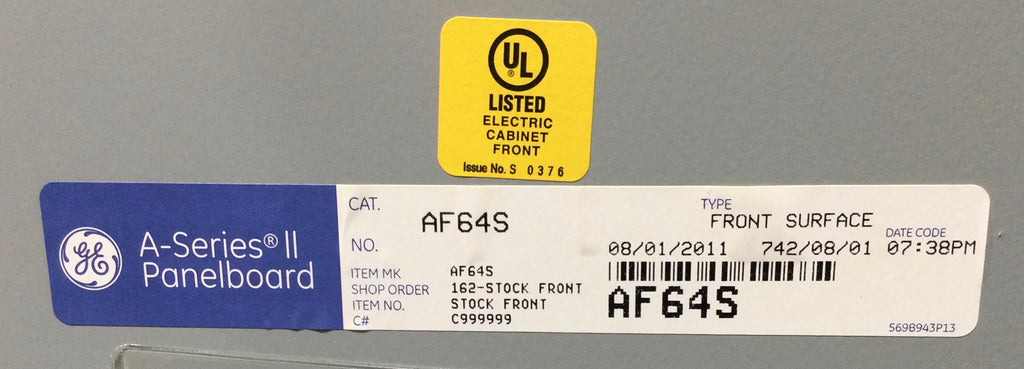 UL
®
LISTED
ELECTRIC
CABINET
FRONT
Issue No. S 0376
GE
A-Series® II
Panelboard
CAT. AF64S
NO.
ITEM MK AF64S
SHOP ORDER 162-STOCK FRONT
ITEM NO. STOCK FRONT
C# C999999
TYPE
FRONT SURFACE
DATE CODE
08/01/2011 742/08/01 07:38PM
AF64S
569B943P13